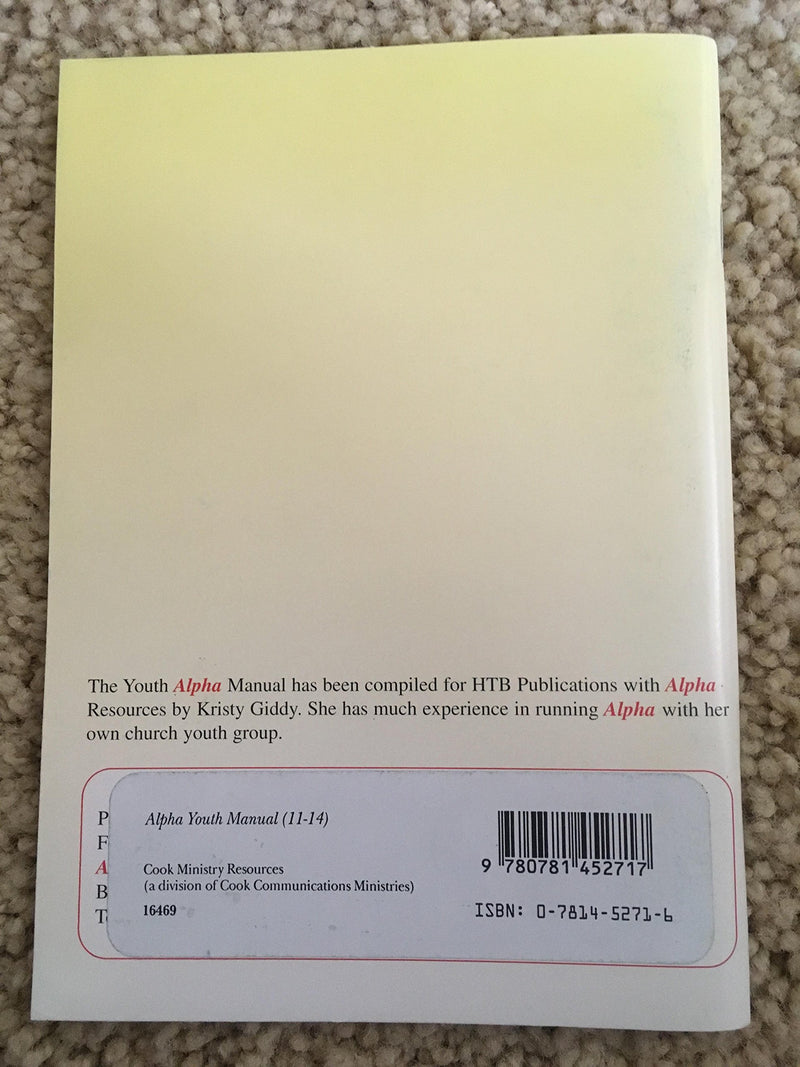 The Youth Alpha Manual has been compiled for HTB Publications with Alpha
Resources by Kristy Giddy. She has much experience in running Alpha with her
own church youth group.
P
F
A
B
T
Alpha Youth Manual (11-14)
Cook Ministry Resources
(a division of Cook Communications Ministries)
16469
9 780781 452717
ISBN: 0-7814-5271-6